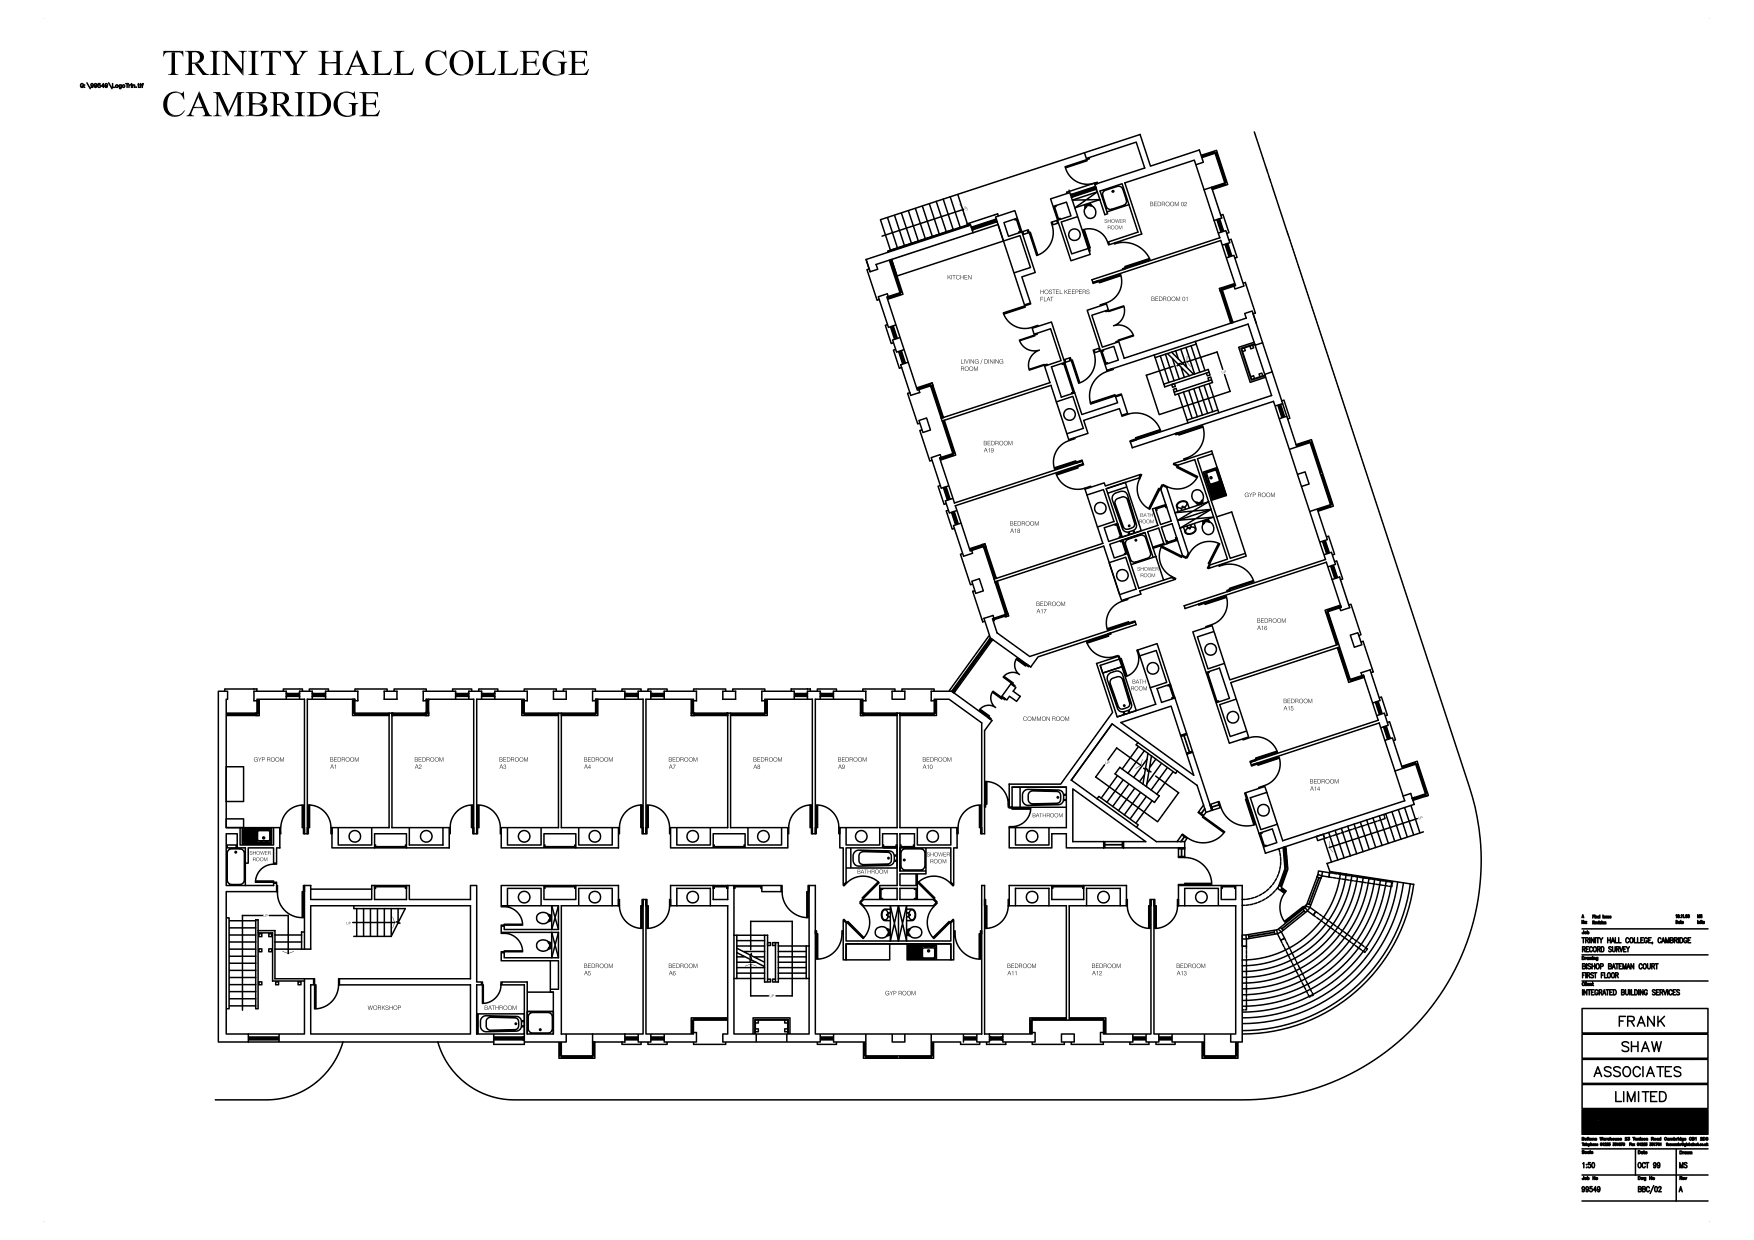 TRINITY HALL COLLEGE
CAMBRIDGE
G:\99549\LogoTrin.tif
BEDROOM 02
SHOWER
ROOM
KITCHEN
HOSTEL KEEPERS
FLAT
BEDROOM 01
LIVING / DINING
ROOM
BEDROOM
A19
GYP ROOM
BEDROOM
A18
BATH
ROOM
SHOWER
ROOM
BEDROOM
A17
BEDROOM
A16
BATH
ROOM
BEDROOM
A15
COMMON ROOM
BEDROOM
A14
GYP ROOM
BEDROOM
A1
BEDROOM
A2
BEDROOM
A3
BEDROOM
A4
BEDROOM
A7
BEDROOM
A8
BEDROOM
A9
BEDROOM
A10
BATHROOM
SHOWER
ROOM
BATHROOM
SHOWER
ROOM
BEDROOM
A5
BEDROOM
A6
GYP ROOM
BEDROOM
A11
BEDROOM
A12
BEDROOM
A13
WORKSHOP
BATHROOM
Job
TRINITY HALL COLLEGE, CAMBRIDGE
RECORD SURVEY
Drawing
BISHOP BATEMAN COURT
FIRST FLOOR
Client
INTEGRATED BUILDING SERVICES
FRANK
SHAW
ASSOCIATES
LIMITED
Scale Date Drawn
1:50 OCT 99 MS
Job No Dwg No Rev
99549 BBC/02 A